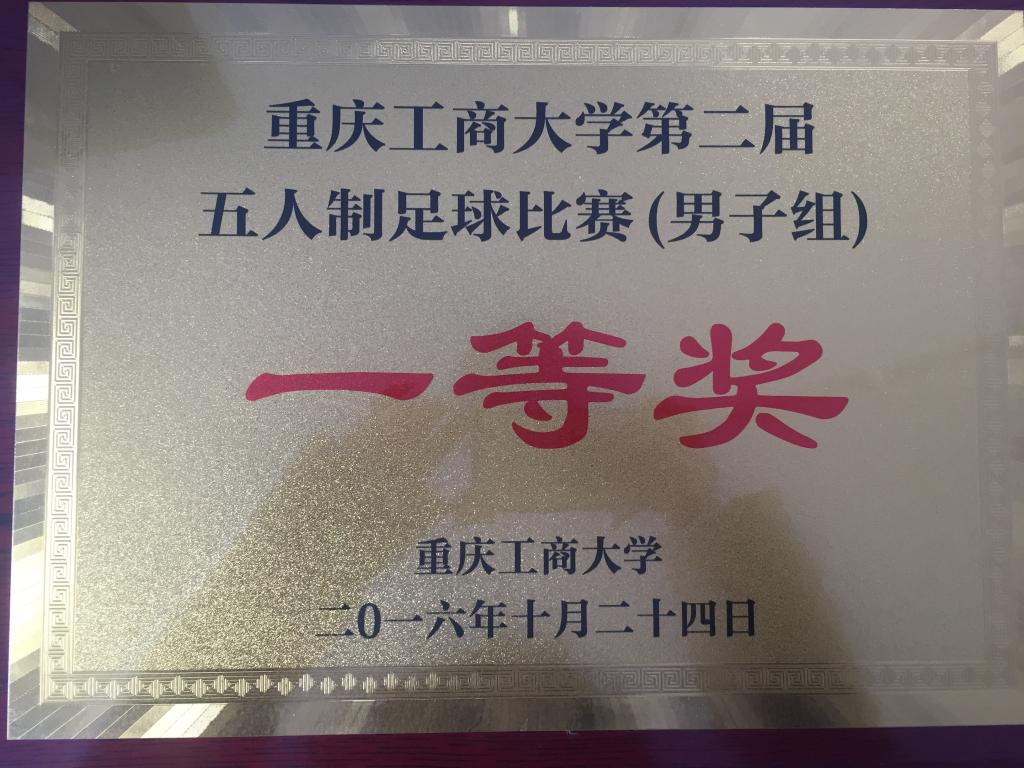 重庆工商大学第二届
五人制足球比赛(男子组)
一等奖
重庆工商大学
二0一六年十月二十四日